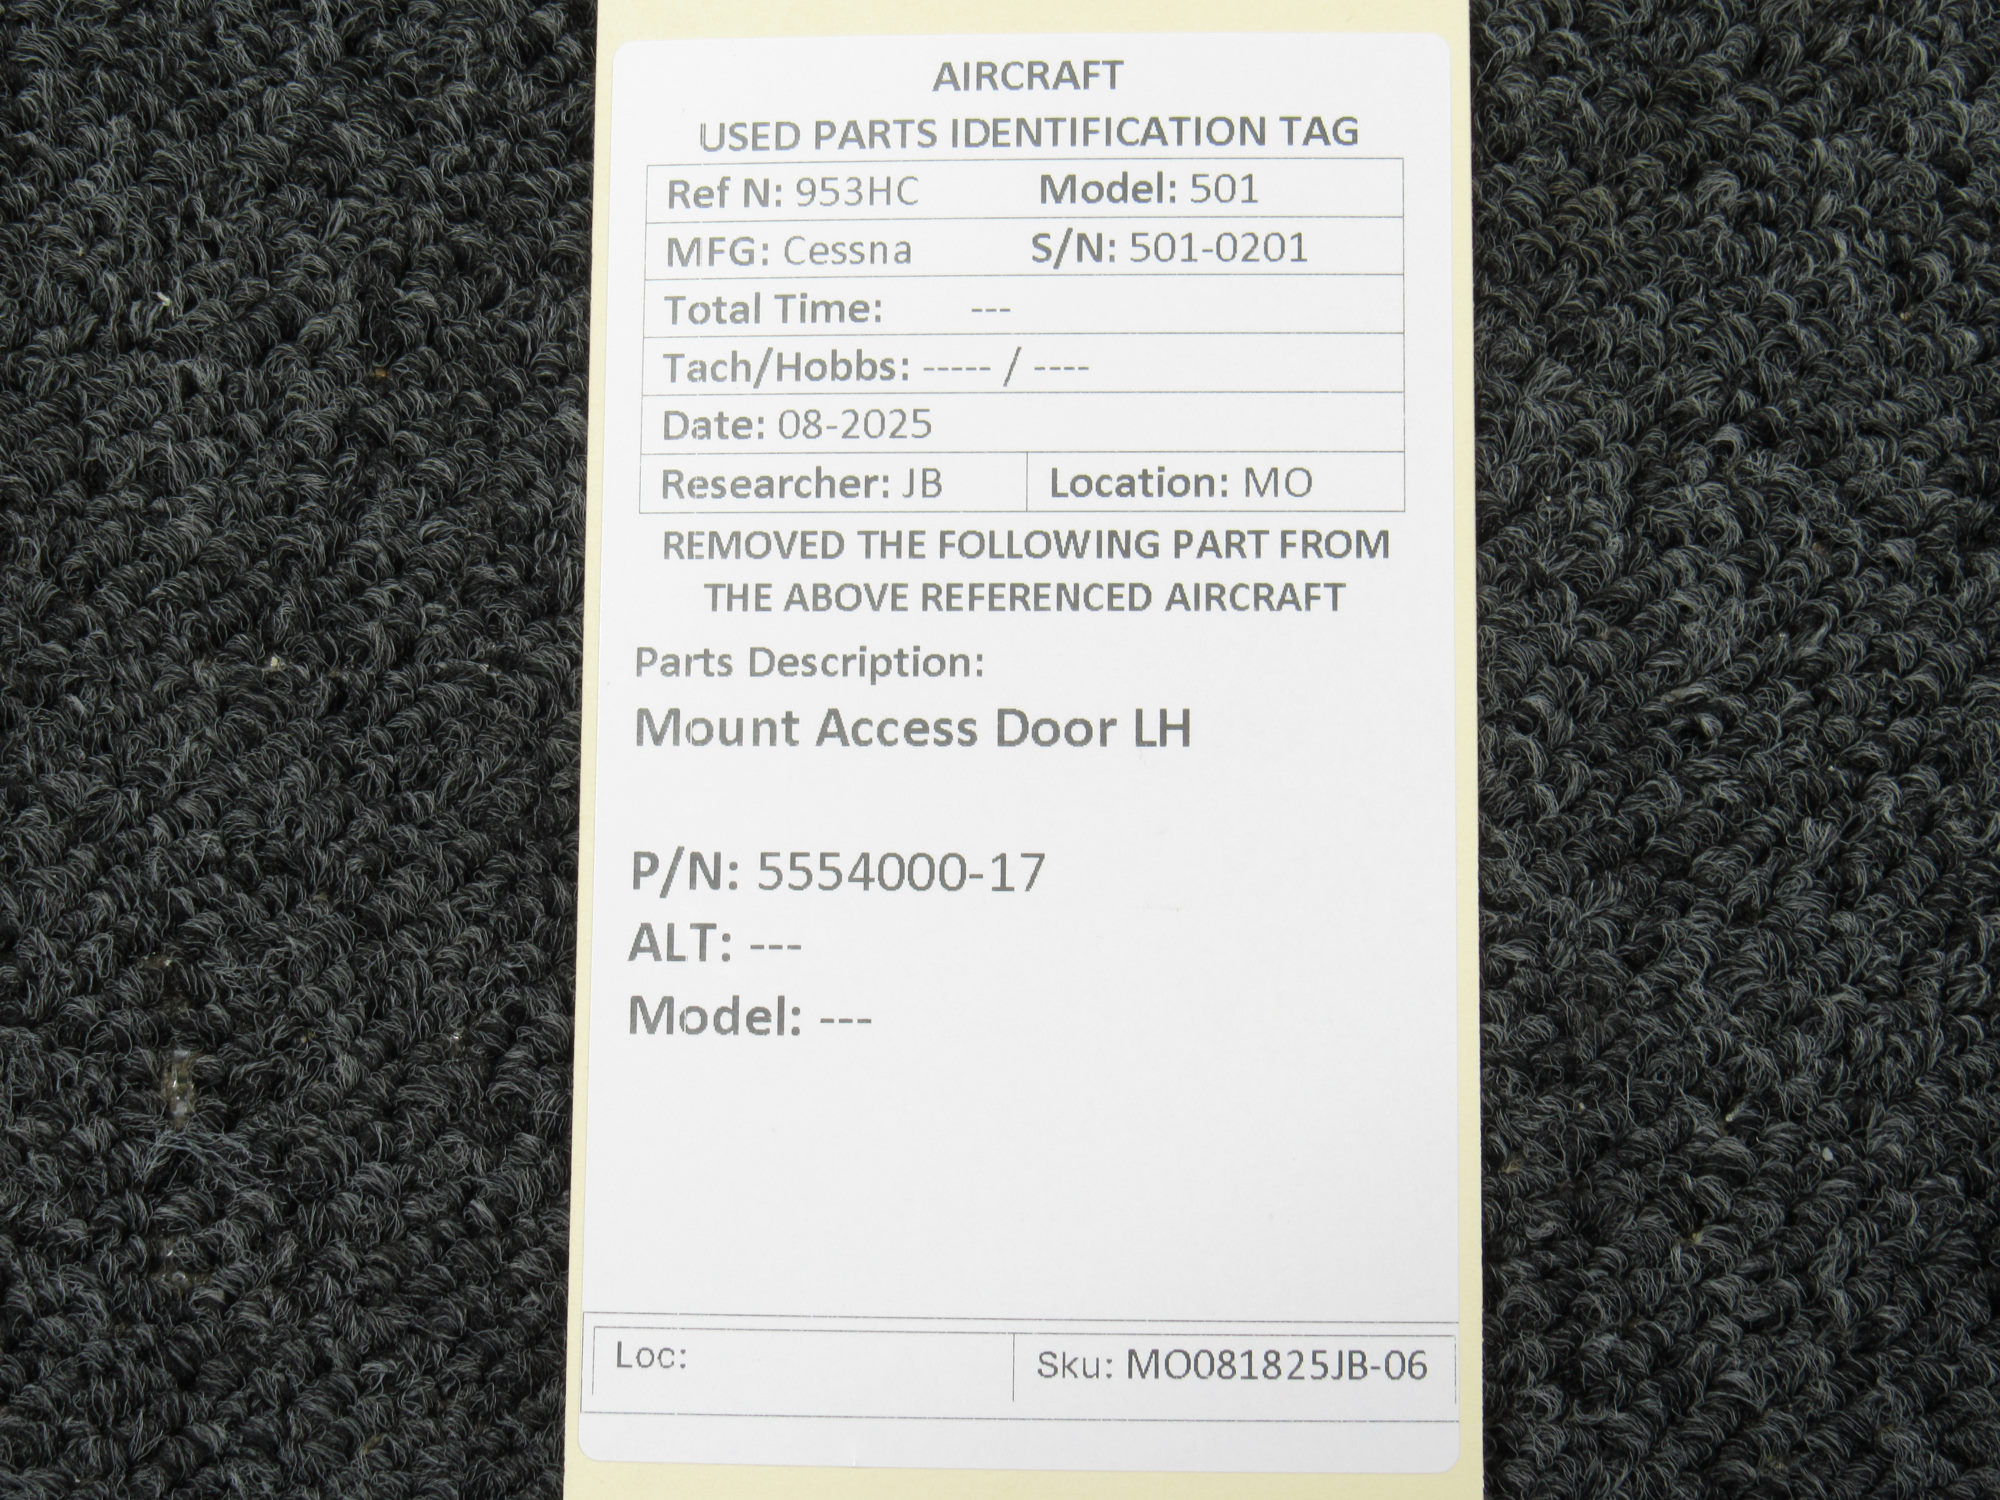 AIRCRAFT
USED PARTS IDENTIFICATION TAG
Ref N: 953HC Model: 501
MFG: Cessna S/N: 501-0201
Total Time: ---
Tach/Hobbs: ----- / ----
Date: 08-2025
Researcher: JB Location: MO
REMOVED THE FOLLOWING PART FROM
THE ABOVE REFERENCED AIRCRAFT
Parts Description:
Mount Access Door LH
P/N: 5554000-17
ALT: ---
Model: ---
Loc: Sku: MO081825JB-06